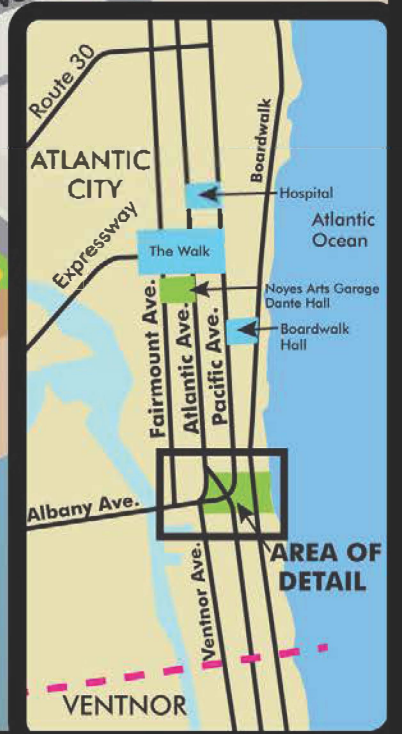 Route 30
Boardwalk
ATLANTIC
CITY
Hospital
Atlantic
Ocean
Expressway
The Walk
Noyes Arts Garage
Dante Hall
Boardwalk
Hall
Fairmount Ave.
Atlantic Ave.
Pacific Ave.
Albany Ave.
AREA OF
DETAIL
Ventnor Ave.
VENTNOR